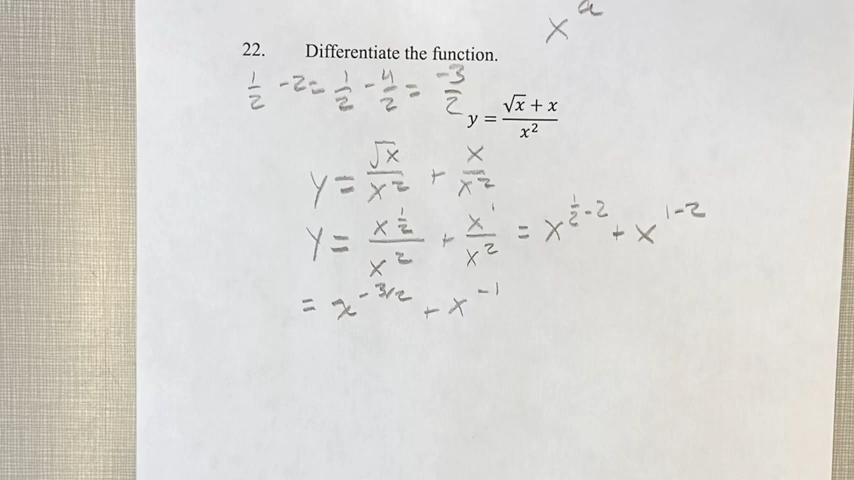 x^a
22. Differentiate the function.
1/2 - 2 = 1/2 - 4/2 = -3/2
y = (√x + x)/x²
y = √x/x² + x/x²
y = x^(1/2)/x² + x^1/x² = x^(1/2 - 2) + x^(1-2)
= x^(-3/2) + x^(-1)